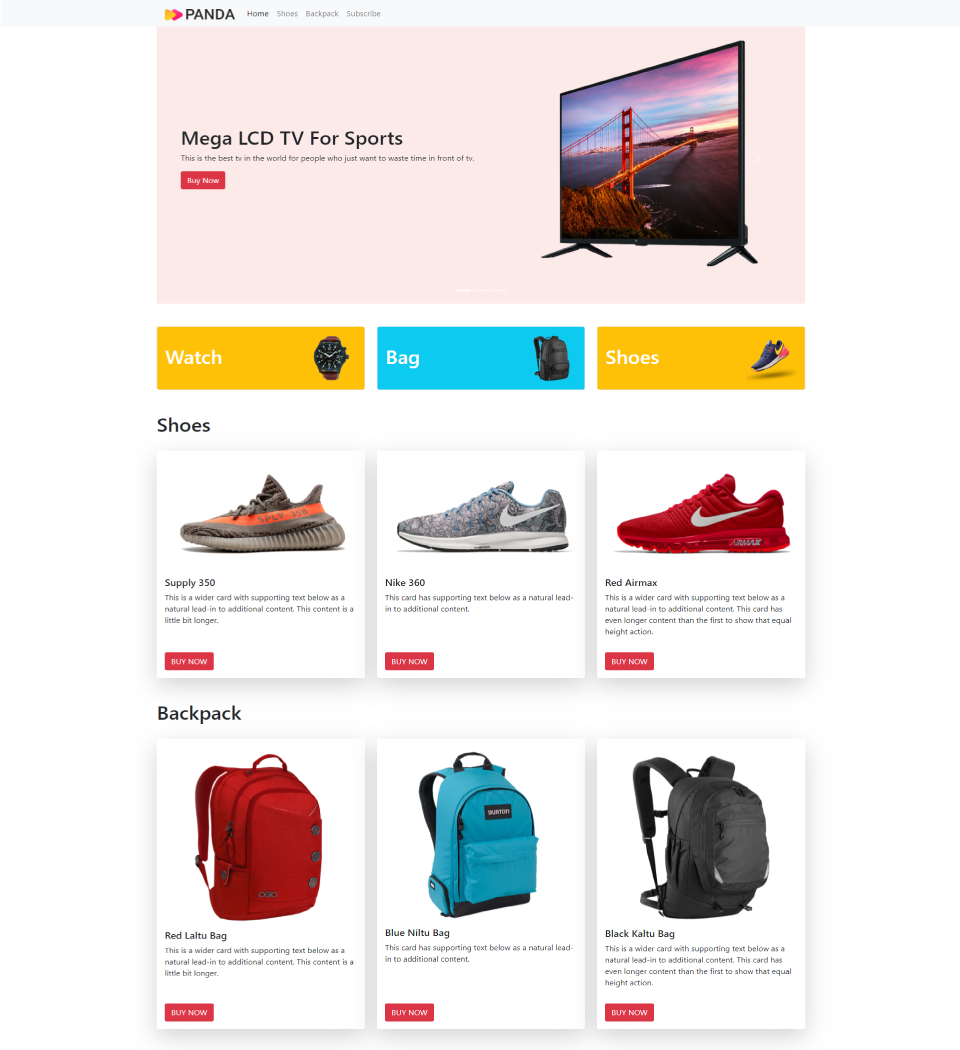 PANDA
Home Shoes Backpack Subscribe
Mega LCD TV For Sports
This is the best tv in the world for people who just want to waste time in front of tv.
Buy Now
Watch
Bag
Shoes
Shoes
SPLY-350
AIRMAX
Supply 350
This is a wider card with supporting text below as a
natural lead-in to additional content. This content is a
little bit longer.
BUY NOW
Nike 360
This card has supporting text below as a natural lead-
in to additional content.
BUY NOW
Red Airmax
This is a wider card with supporting text below as a
natural lead-in to additional content. This card has
even longer content than the first to show that equal
height action.
BUY NOW
Backpack
OGIO
BURTON
Red Laltu Bag
This is a wider card with supporting text below as a
natural lead-in to additional content. This content is a
little bit longer.
BUY NOW
Blue Niltu Bag
This card has supporting text below as a natural lead-
in to additional content.
BUY NOW
Black Kaltu Bag
This is a wider card with supporting text below as a
natural lead-in to additional content. This card has
even longer content than the first to show that equal
height action.
BUY NOW